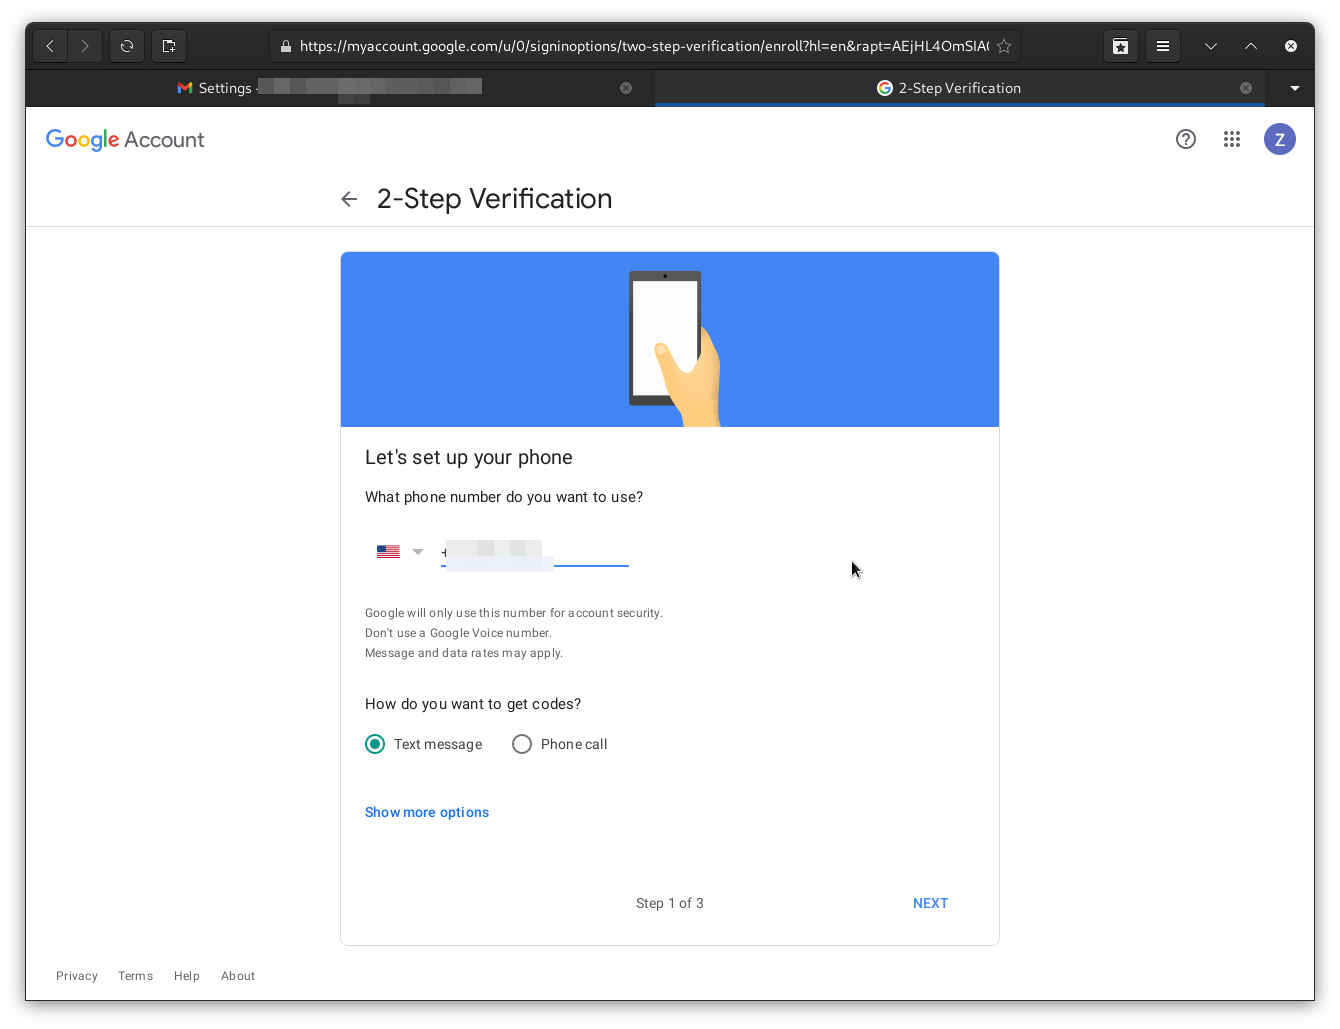 https://myaccount.google.com/u/0/signinoptions/two-step-verification/enroll?hl=en&rapt=AEjHL4OmSIA
Settings -
2-Step Verification
Google Account
Z
2-Step Verification
Let's set up your phone
What phone number do you want to use?
+
Google will only use this number for account security.
Don't use a Google Voice number.
Message and data rates may apply.
How do you want to get codes?
Text message Phone call
Show more options
Step 1 of 3 NEXT
Privacy Terms Help About